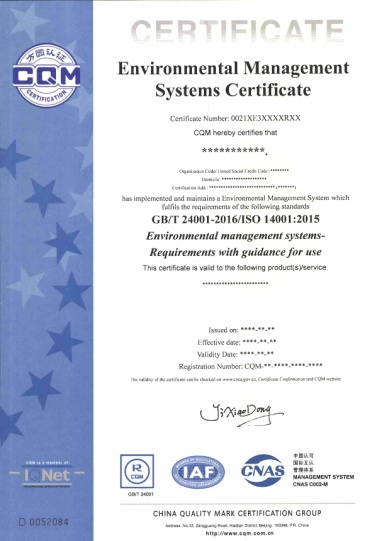 CERTIFICATE
方圆认证
CQM
CERTIFICATION
Environmental Management
Systems Certificate
Certificate Number: 0021XE3XXXXRXX
CQM hereby certifies that
***********.
Organization Code/ United Social Credit Code: ********
Domicile: ******************
Certification Add.: **************************** (*******)
has implemented and maintains a Environmental Management System which
fulfils the requirements of the following standards
GB/T 24001-2016/ISO 14001:2015
Environmental management systems-
Requirements with guidance for use
This certificate is valid to the following product(s)/service:
************************
Issued on: ****-**-**
Effective date: ****-**-**
Validity Date: ****-**-**
Registration Number: CQM-**-****-****-****
The validity of the certificate can be checked on www.cnca.gov.cn, Certificate Confirmation and CQM website
CQM is a member of
IQNet
R
CQM
GB/T 24001
IAF
CNAS
中国认可
国际互认
管理体系
MANAGEMENT SYSTEM
CNAS C002-M
D 0052084
CHINA QUALITY MARK CERTIFICATION GROUP
Address: No.33, Zengguang Road, Haidian District, Beijing, 100048, P.R. China
http://www.cqm.com.cn